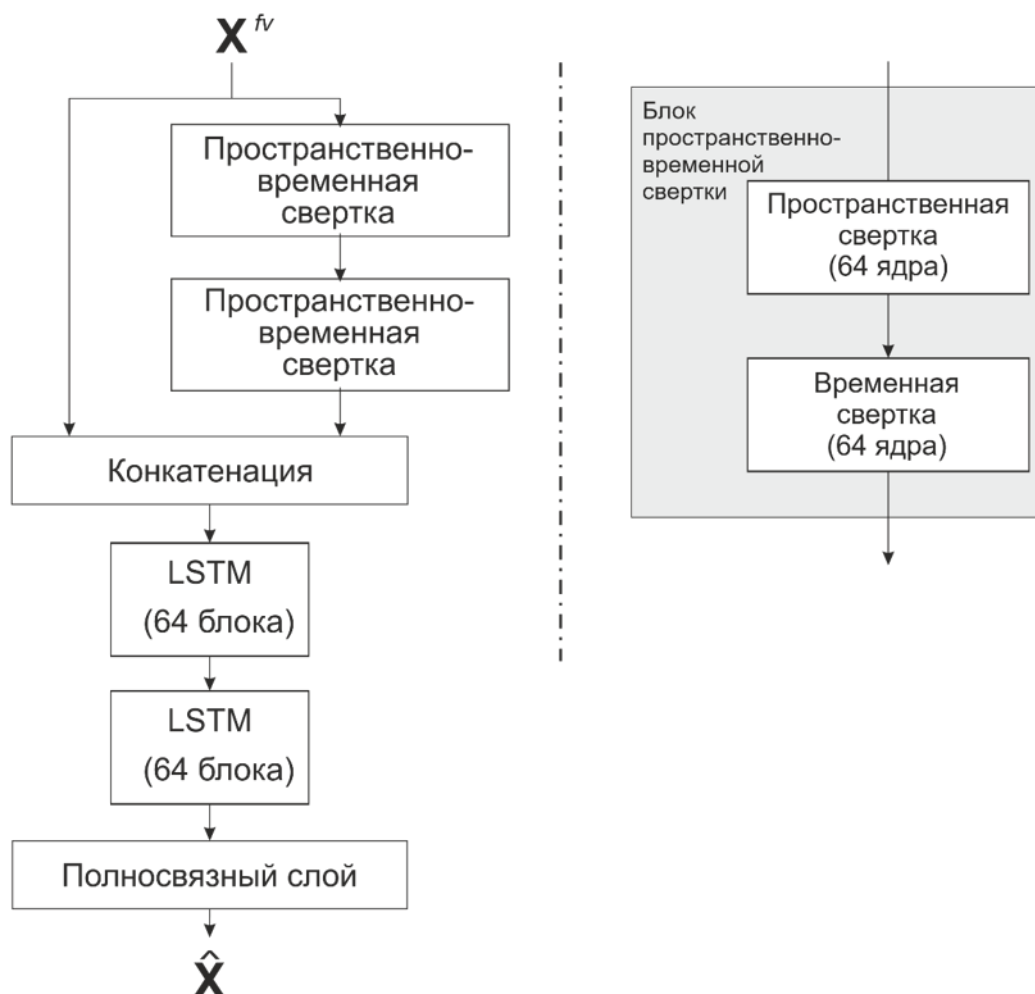 X fv
Пространственно-
временная
свертка
Пространственно-
временная
свертка
Конкатенация
LSTM
(64 блока)
LSTM
(64 блока)
Полносвязный слой
X̂
Блок
пространственно-
временной
свертки
Пространственная
свертка
(64 ядра)
Временная
свертка
(64 ядра)